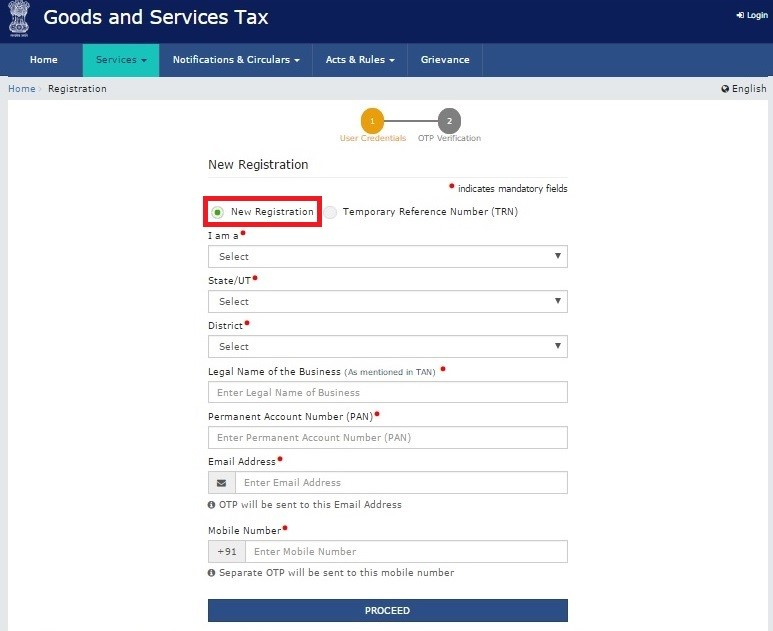 Goods and Services Tax
Login
Home Services Notifications & Circulars Acts & Rules Grievance
Home Registration
English
1 2
User Credentials OTP Verification
New Registration
indicates mandatory fields
New Registration Temporary Reference Number (TRN)
I am a
Select
State/UT
Select
District
Select
Legal Name of the Business (As mentioned in TAN)
Enter Legal Name of Business
Permanent Account Number (PAN)
Enter Permanent Account Number (PAN)
Email Address
Enter Email Address
OTP will be sent to this Email Address
Mobile Number
+91 Enter Mobile Number
Separate OTP will be sent to this mobile number
PROCEED